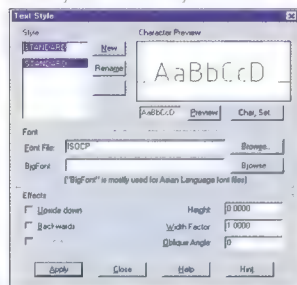 Text Style
Style
Character Preview
STANDARD
New
STANDARD
Rename
AaBbCcD
AaBbCcD
Preview
Char. Set
Font
Font File
ISOCP
Browse...
BigFont
Browse
("BigFont" is mostly used for Asian Language font files)
Effects
Upside down
Height
0.0000
Backwards
Width Factor
1.0000
Oblique Angle
0
Apply
Close
Help
Hint